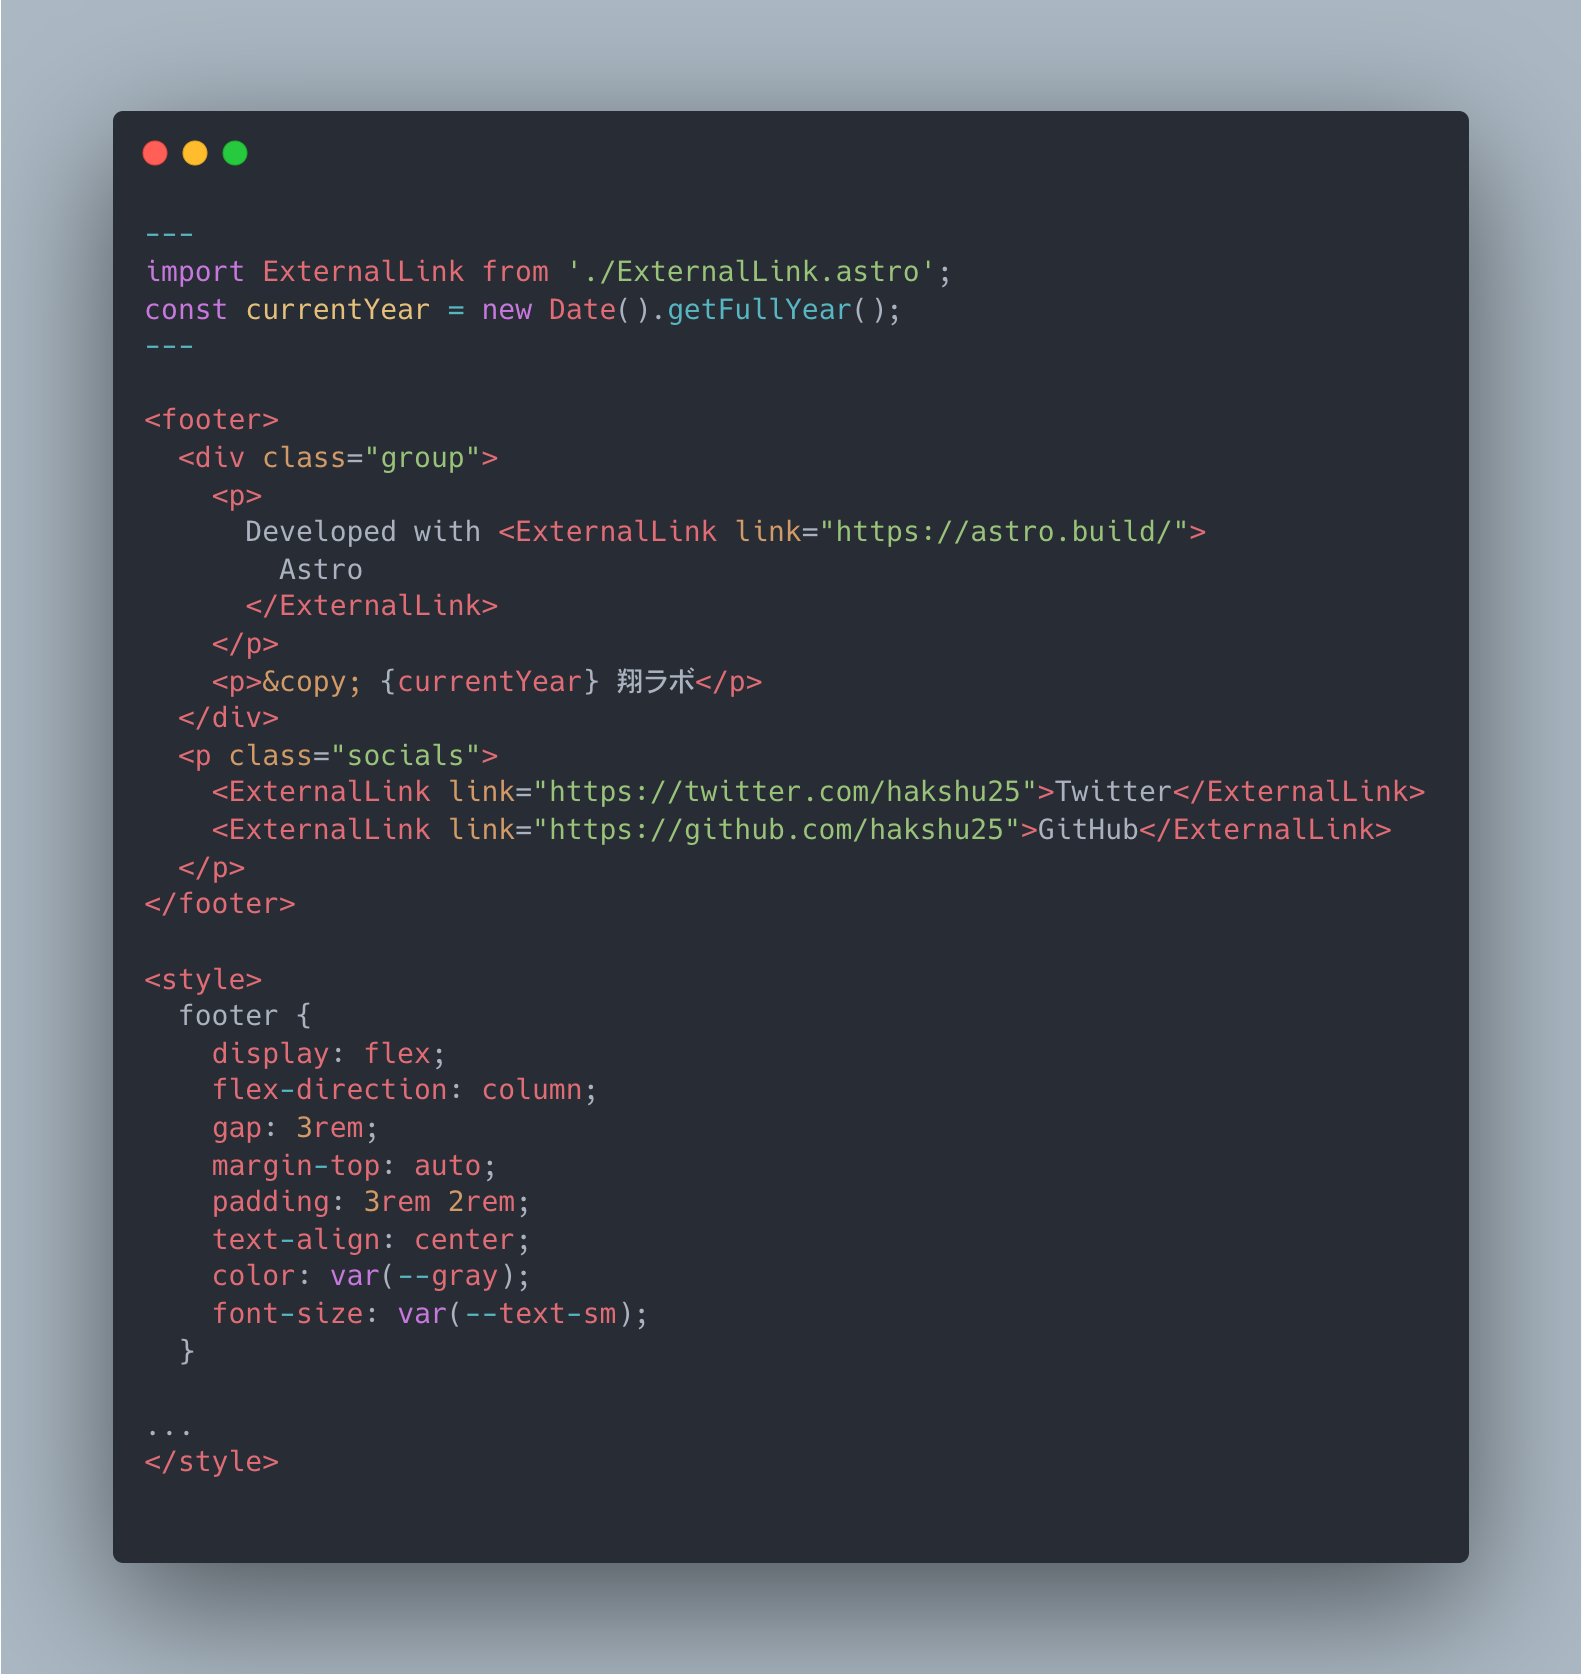 ---
import ExternalLink from './ExternalLink.astro';
const currentYear = new Date().getFullYear();
---

<footer>
  <div class="group">
    <p>
      Developed with <ExternalLink link="https://astro.build/">
        Astro
      </ExternalLink>
    </p>
    <p>&copy; {currentYear} 翔ラボ</p>
  </div>
  <p class="socials">
    <ExternalLink link="https://twitter.com/hakshu25">Twitter</ExternalLink>
    <ExternalLink link="https://github.com/hakshu25">GitHub</ExternalLink>
  </p>
</footer>

<style>
  footer {
    display: flex;
    flex-direction: column;
    gap: 3rem;
    margin-top: auto;
    padding: 3rem 2rem;
    text-align: center;
    color: var(--gray);
    font-size: var(--text-sm);
  }

...
</style>